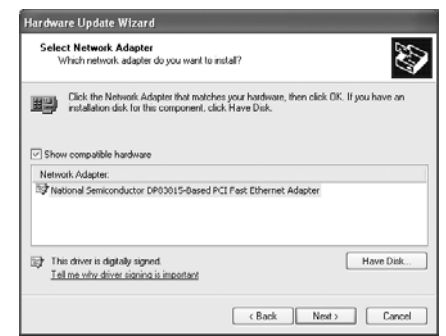 Hardware Update Wizard
Select Network Adapter
Which network adapter do you want to install?
Click the Network Adapter that matches your hardware, then click OK. If you have an
installation disk for this component, click Have Disk.
Show compatible hardware
Network Adapter:
National Semiconductor DP83815-Based PCI Fast Ethernet Adapter
This driver is digitally signed.
Tell me why driver signing is important
Have Disk...
< Back
Next >
Cancel